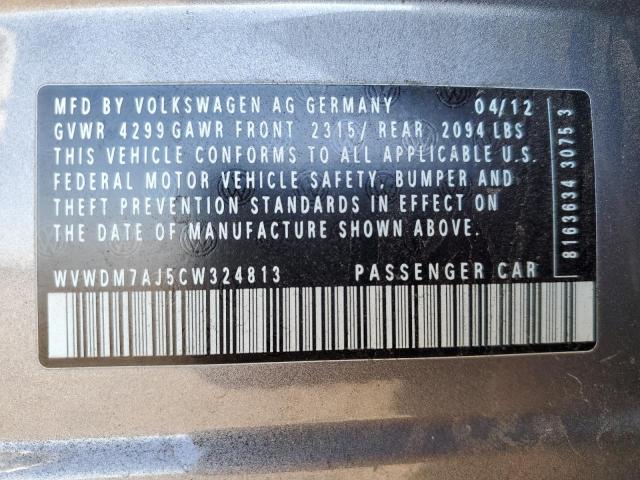 MFD BY VOLKSWAGEN AG GERMANY 04/12
GVWR 4299 GAWR FRONT 2315/ REAR 2094 LBS
THIS VEHICLE CONFORMS TO ALL APPLICABLE U.S.
FEDERAL MOTOR VEHICLE SAFETY, BUMPER AND
THEFT PREVENTION STANDARDS IN EFFECT ON
THE DATE OF MANUFACTURE SHOWN ABOVE.
WVWDM7AJ5CW324813 PASSENGER CAR
8163634 3075 3